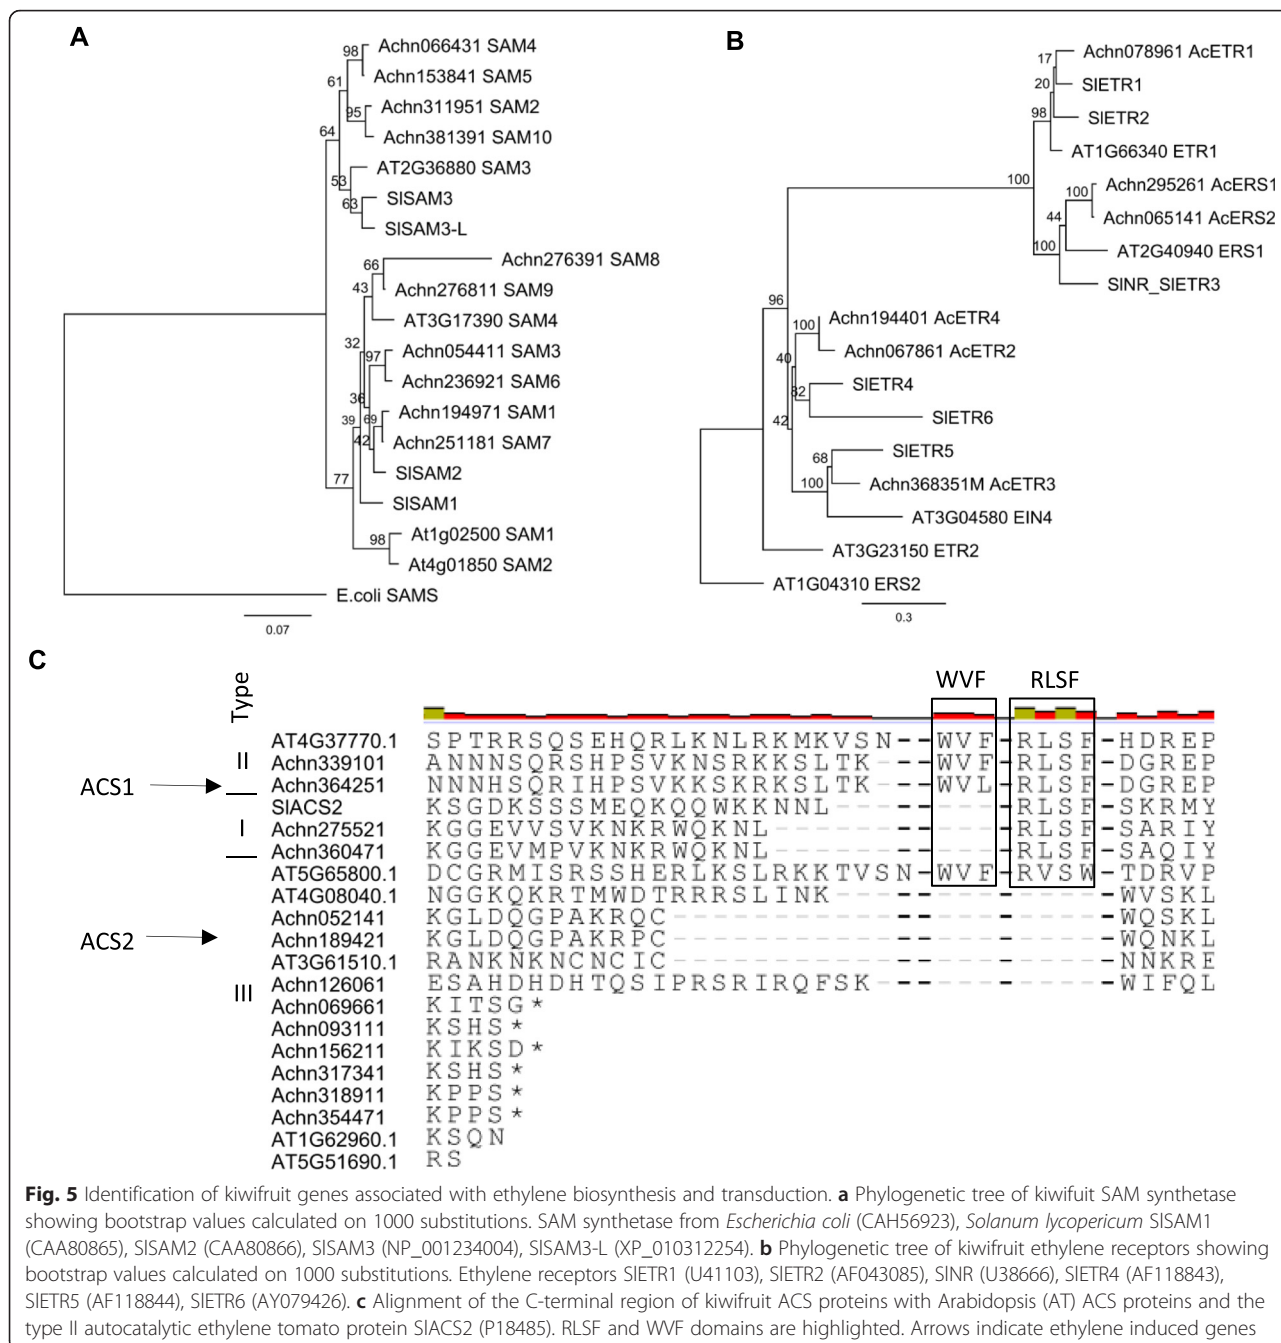 A
Achn066431 SAM4
Achn153841 SAM5
Achn311951 SAM2
Achn381391 SAM10
AT2G36880 SAM3
SlSAM3
SlSAM3-L
Achn276391 SAM8
Achn276811 SAM9
AT3G17390 SAM4
Achn054411 SAM3
Achn236921 SAM6
Achn194971 SAM1
Achn251181 SAM7
SlSAM2
SlSAM1
At1g02500 SAM1
At4g01850 SAM2
E.coli SAMS
98
61
95
64
53
63
66
43
32
97
36
69
39
42
77
98
0.07
B
Achn078961 AcETR1
SlETR1
SlETR2
AT1G66340 ETR1
Achn295261 AcERS1
Achn065141 AcERS2
AT2G40940 ERS1
SlNR_SlETR3
Achn194401 AcETR4
Achn067861 AcETR2
SlETR4
SlETR6
SlETR5
Achn368351M AcETR3
AT3G04580 EIN4
AT3G23150 ETR2
AT1G04310 ERS2
17
20
98
100
100
44
100
96
100
40
82
42
68
100
0.3
C
Type
WVF RLSF
AT4G37770.1 SPTRRSQSEHQRLKNLRKMKVSN--WVF-RLSF-HDREP
II
Achn339101 ANNNSQRSHPSVKNSRKKSLTK---WVF-RLSF-DGREP
ACS1
Achn364251 NNNHSQRIHPSVKKSKRKSLTK---WVL-RLSF-DGREP
SlACS2 KSGDKSSSMEQKQQWKKNNL---------RLSF-SKRMY
I
Achn275521 KGGEVVSVKNKRWQKNL------------RLSF-SARIY
Achn360471 KGGEVMPVKNKRWQKNL------------RLSF-SAQIY
AT5G65800.1 DCGRMISRSSHERLKSLRKKTVSN-WVF-RVSW-TDRVP
AT4G08040.1 NGGKQKRTMWDTRRRSLINK--------------WVSKL
Achn052141 KGLDQGPAKRQC----------------------WQSKL
ACS2
Achn189421 KGLDQGPAKRPC----------------------WQNKL
AT3G61510.1 RANKNKNCNCIC----------------------NNKRE
III
Achn126061 ESAHDHDHTQSIPRSRIRQFSK------------WIFQL
Achn069661 KITSG*
Achn093111 KSHS*
Achn156211 KIKSD*
Achn317341 KSHS*
Achn318911 KPPS*
Achn354471 KPPS*
AT1G62960.1 KSQN
AT5G51690.1 RS
Fig. 5 Identification of kiwifruit genes associated with ethylene biosynthesis and transduction. a Phylogenetic tree of kiwifuit SAM synthetase
showing bootstrap values calculated on 1000 substitutions. SAM synthetase from Escherichia coli (CAH56923), Solanum lycopericum SlSAM1
(CAA80865), SlSAM2 (CAA80866), SlSAM3 (NP_001234004), SlSAM3-L (XP_010312254). b Phylogenetic tree of kiwifruit ethylene receptors showing
bootstrap values calculated on 1000 substitutions. Ethylene receptors SlETR1 (U41103), SlETR2 (AF043085), SlNR (U38666), SlETR4 (AF118843),
SlETR5 (AF118844), SlETR6 (AY079426). c Alignment of the C-terminal region of kiwifruit ACS proteins with Arabidopsis (AT) ACS proteins and the
type II autocatalytic ethylene tomato protein SlACS2 (P18485). RLSF and WVF domains are highlighted. Arrows indicate ethylene induced genes